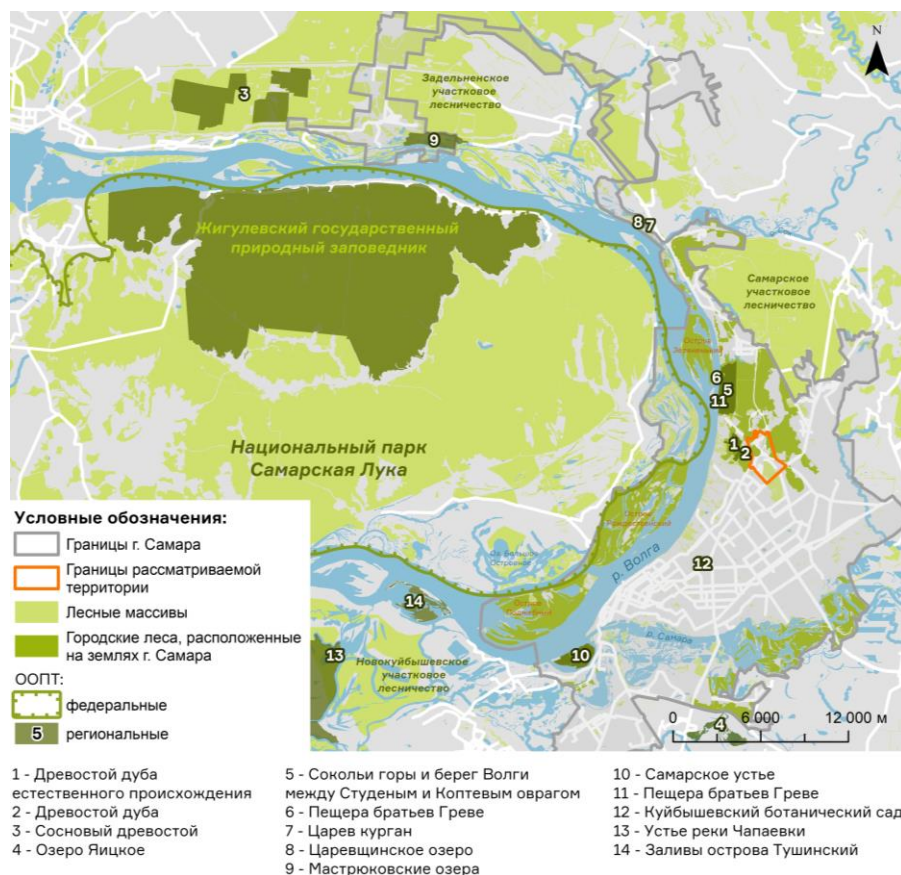 N
Задельненское
участковое
лесничество
3
9
Жигулевский государственный
природный заповедник
8
7
Самарское
участковое
лесничество
Остров
Зелененький
6
5
11
1
2
Национальный парк
Самарская Лука
р. Волга
12
14
13
10
р. Самара
Новокуйбышевское
участковое
лесничество
4
0 6 000 12 000 м
Условные обозначения:
Границы г. Самара
Границы рассматриваемой
территории
Лесные массивы
Городские леса, расположенные
на землях г. Самара
ООПТ:
федеральные
5 региональные
1 - Древостой дуба
естественного происхождения
2 - Древостой дуба
3 - Сосновый древостой
4 - Озеро Яицкое
5 - Сокольи горы и берег Волги
между Студеным и Коптевым оврагом
6 - Пещера братьев Греве
7 - Царев курган
8 - Царевщинское озеро
9 - Мастрюковские озера
10 - Самарское устье
11 - Пещера братьев Греве
12 - Куйбышевский ботанический сад
13 - Устье реки Чапаевки
14 - Заливы острова Тушинский